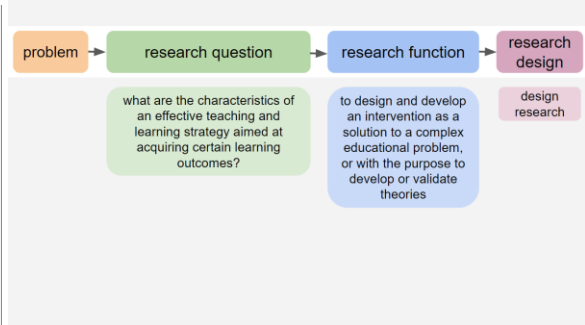 problem
research question
research function
research
design
what are the characteristics of
an effective teaching and
learning strategy aimed at
acquiring certain learning
outcomes?
to design and develop
an intervention as a
solution to a complex
educational problem,
or with the purpose to
develop or validate
theories
design
research